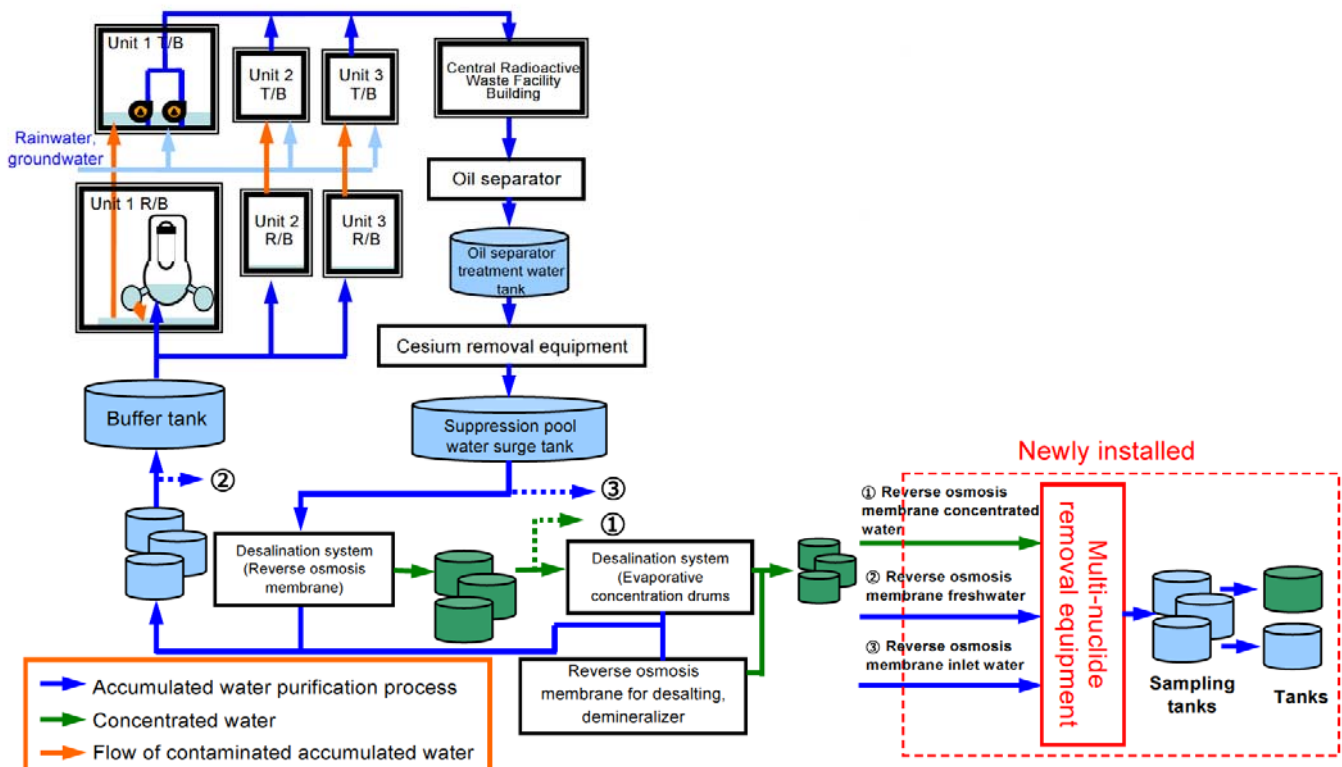 Unit 1 T/B
Unit 2
T/B
Unit 3
T/B
Central Radioactive
Waste Facility
Building
Rainwater,
groundwater
Oil separator
Unit 1 R/B
Unit 2
R/B
Unit 3
R/B
Oil separator
treatment water
tank
Cesium removal equipment
Buffer tank
Suppression pool
water surge tank
②
③
①
Desalination system
(Reverse osmosis
membrane)
Desalination system
(Evaporative
concentration drums)
Reverse osmosis
membrane for desalting,
demineralizer
Newly installed
① Reverse osmosis
membrane concentrated
water
② Reverse osmosis
membrane freshwater
③ Reverse osmosis
membrane inlet water
Multi-nuclide
removal equipment
Sampling
tanks
Tanks
Accumulated water purification process
Concentrated water
Flow of contaminated accumulated water